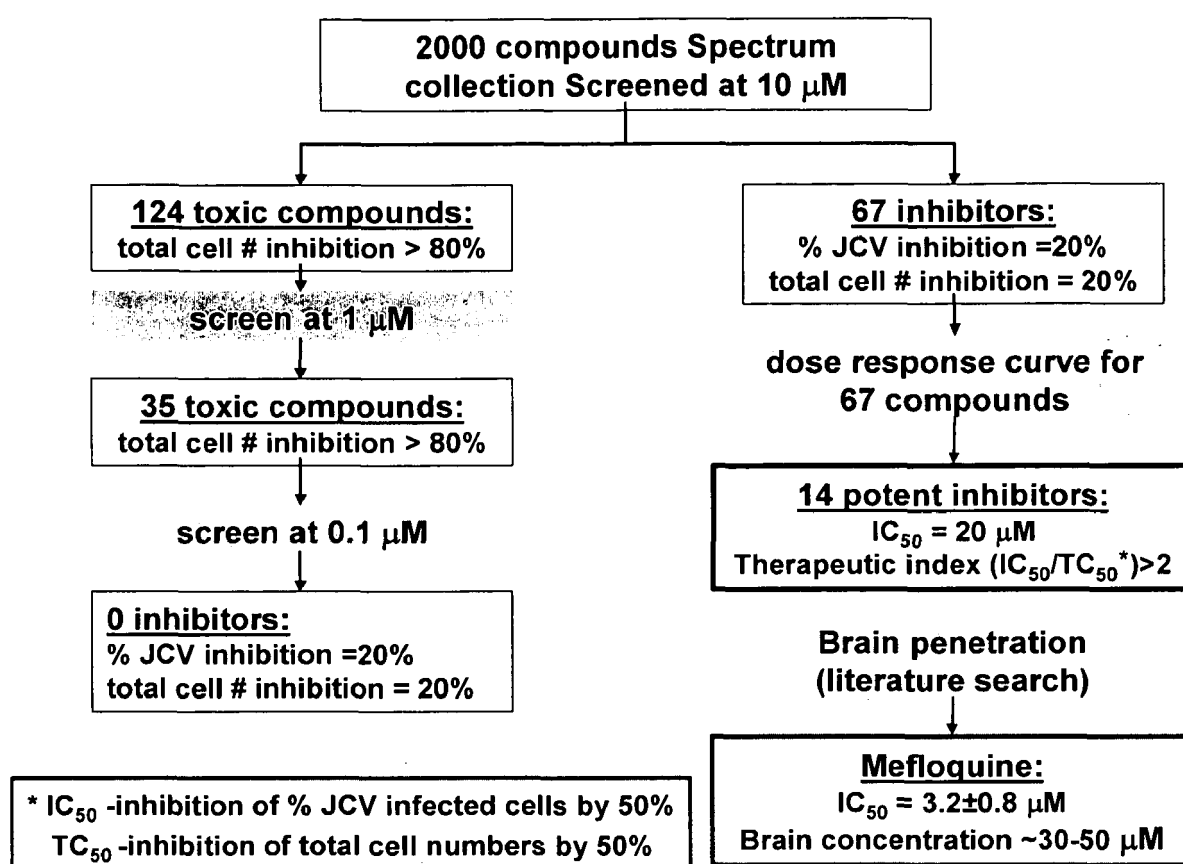 2000 compounds Spectrum
collection Screened at 10 μM
124 toxic compounds:
total cell # inhibition > 80%
screen at 1 μM
35 toxic compounds:
total cell # inhibition > 80%
screen at 0.1 μM
0 inhibitors:
% JCV inhibition =20%
total cell # inhibition = 20%
67 inhibitors:
% JCV inhibition =20%
total cell # inhibition = 20%
dose response curve for
67 compounds
14 potent inhibitors:
IC50 = 20 μM
Therapeutic index (IC50/TC50*)>2
Brain penetration
(literature search)
Mefloquine:
IC50 = 3.2±0.8 μM
Brain concentration ~30-50 μM
* IC50 -inhibition of % JCV infected cells by 50%
TC50 -inhibition of total cell numbers by 50%